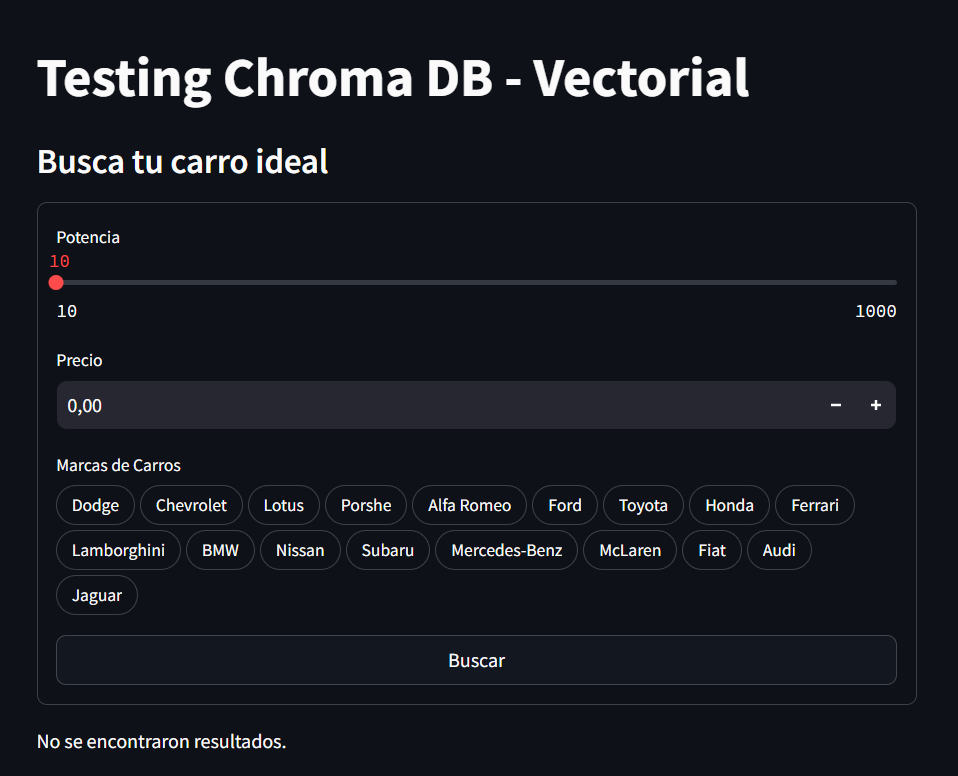 Testing Chroma DB - Vectorial
Busca tu carro ideal
Potencia
10
10 1000
Precio
0,00 − +
Marcas de Carros
Dodge Chevrolet Lotus Porshe Alfa Romeo Ford Toyota Honda Ferrari
Lamborghini BMW Nissan Subaru Mercedes-Benz McLaren Fiat Audi
Jaguar
Buscar
No se encontraron resultados.